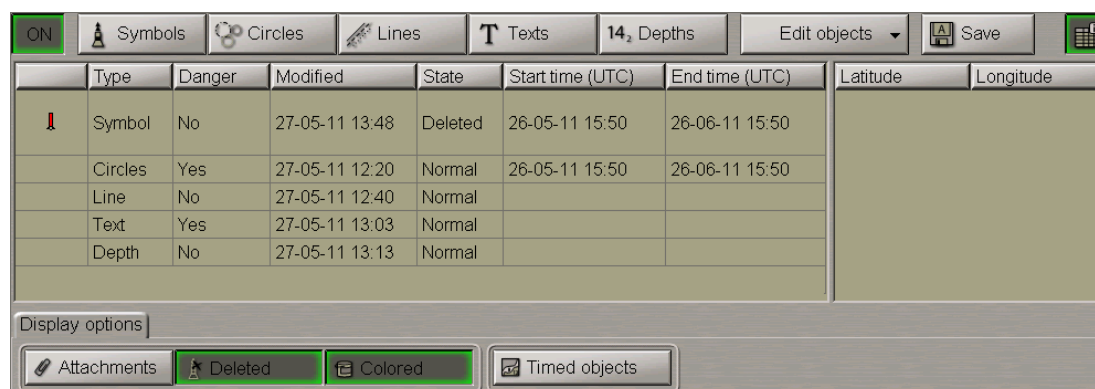 ON Symbols Circles Lines T Texts 14₂ Depths Edit objects Save
Type Danger Modified State Start time (UTC) End time (UTC) Latitude Longitude
Symbol No 27-05-11 13:48 Deleted 26-05-11 15:50 26-06-11 15:50
Circles Yes 27-05-11 12:20 Normal 26-05-11 15:50 26-06-11 15:50
Line No 27-05-11 12:40 Normal
Text Yes 27-05-11 13:03 Normal
Depth No 27-05-11 13:13 Normal
Display options
Attachments Deleted Colored Timed objects